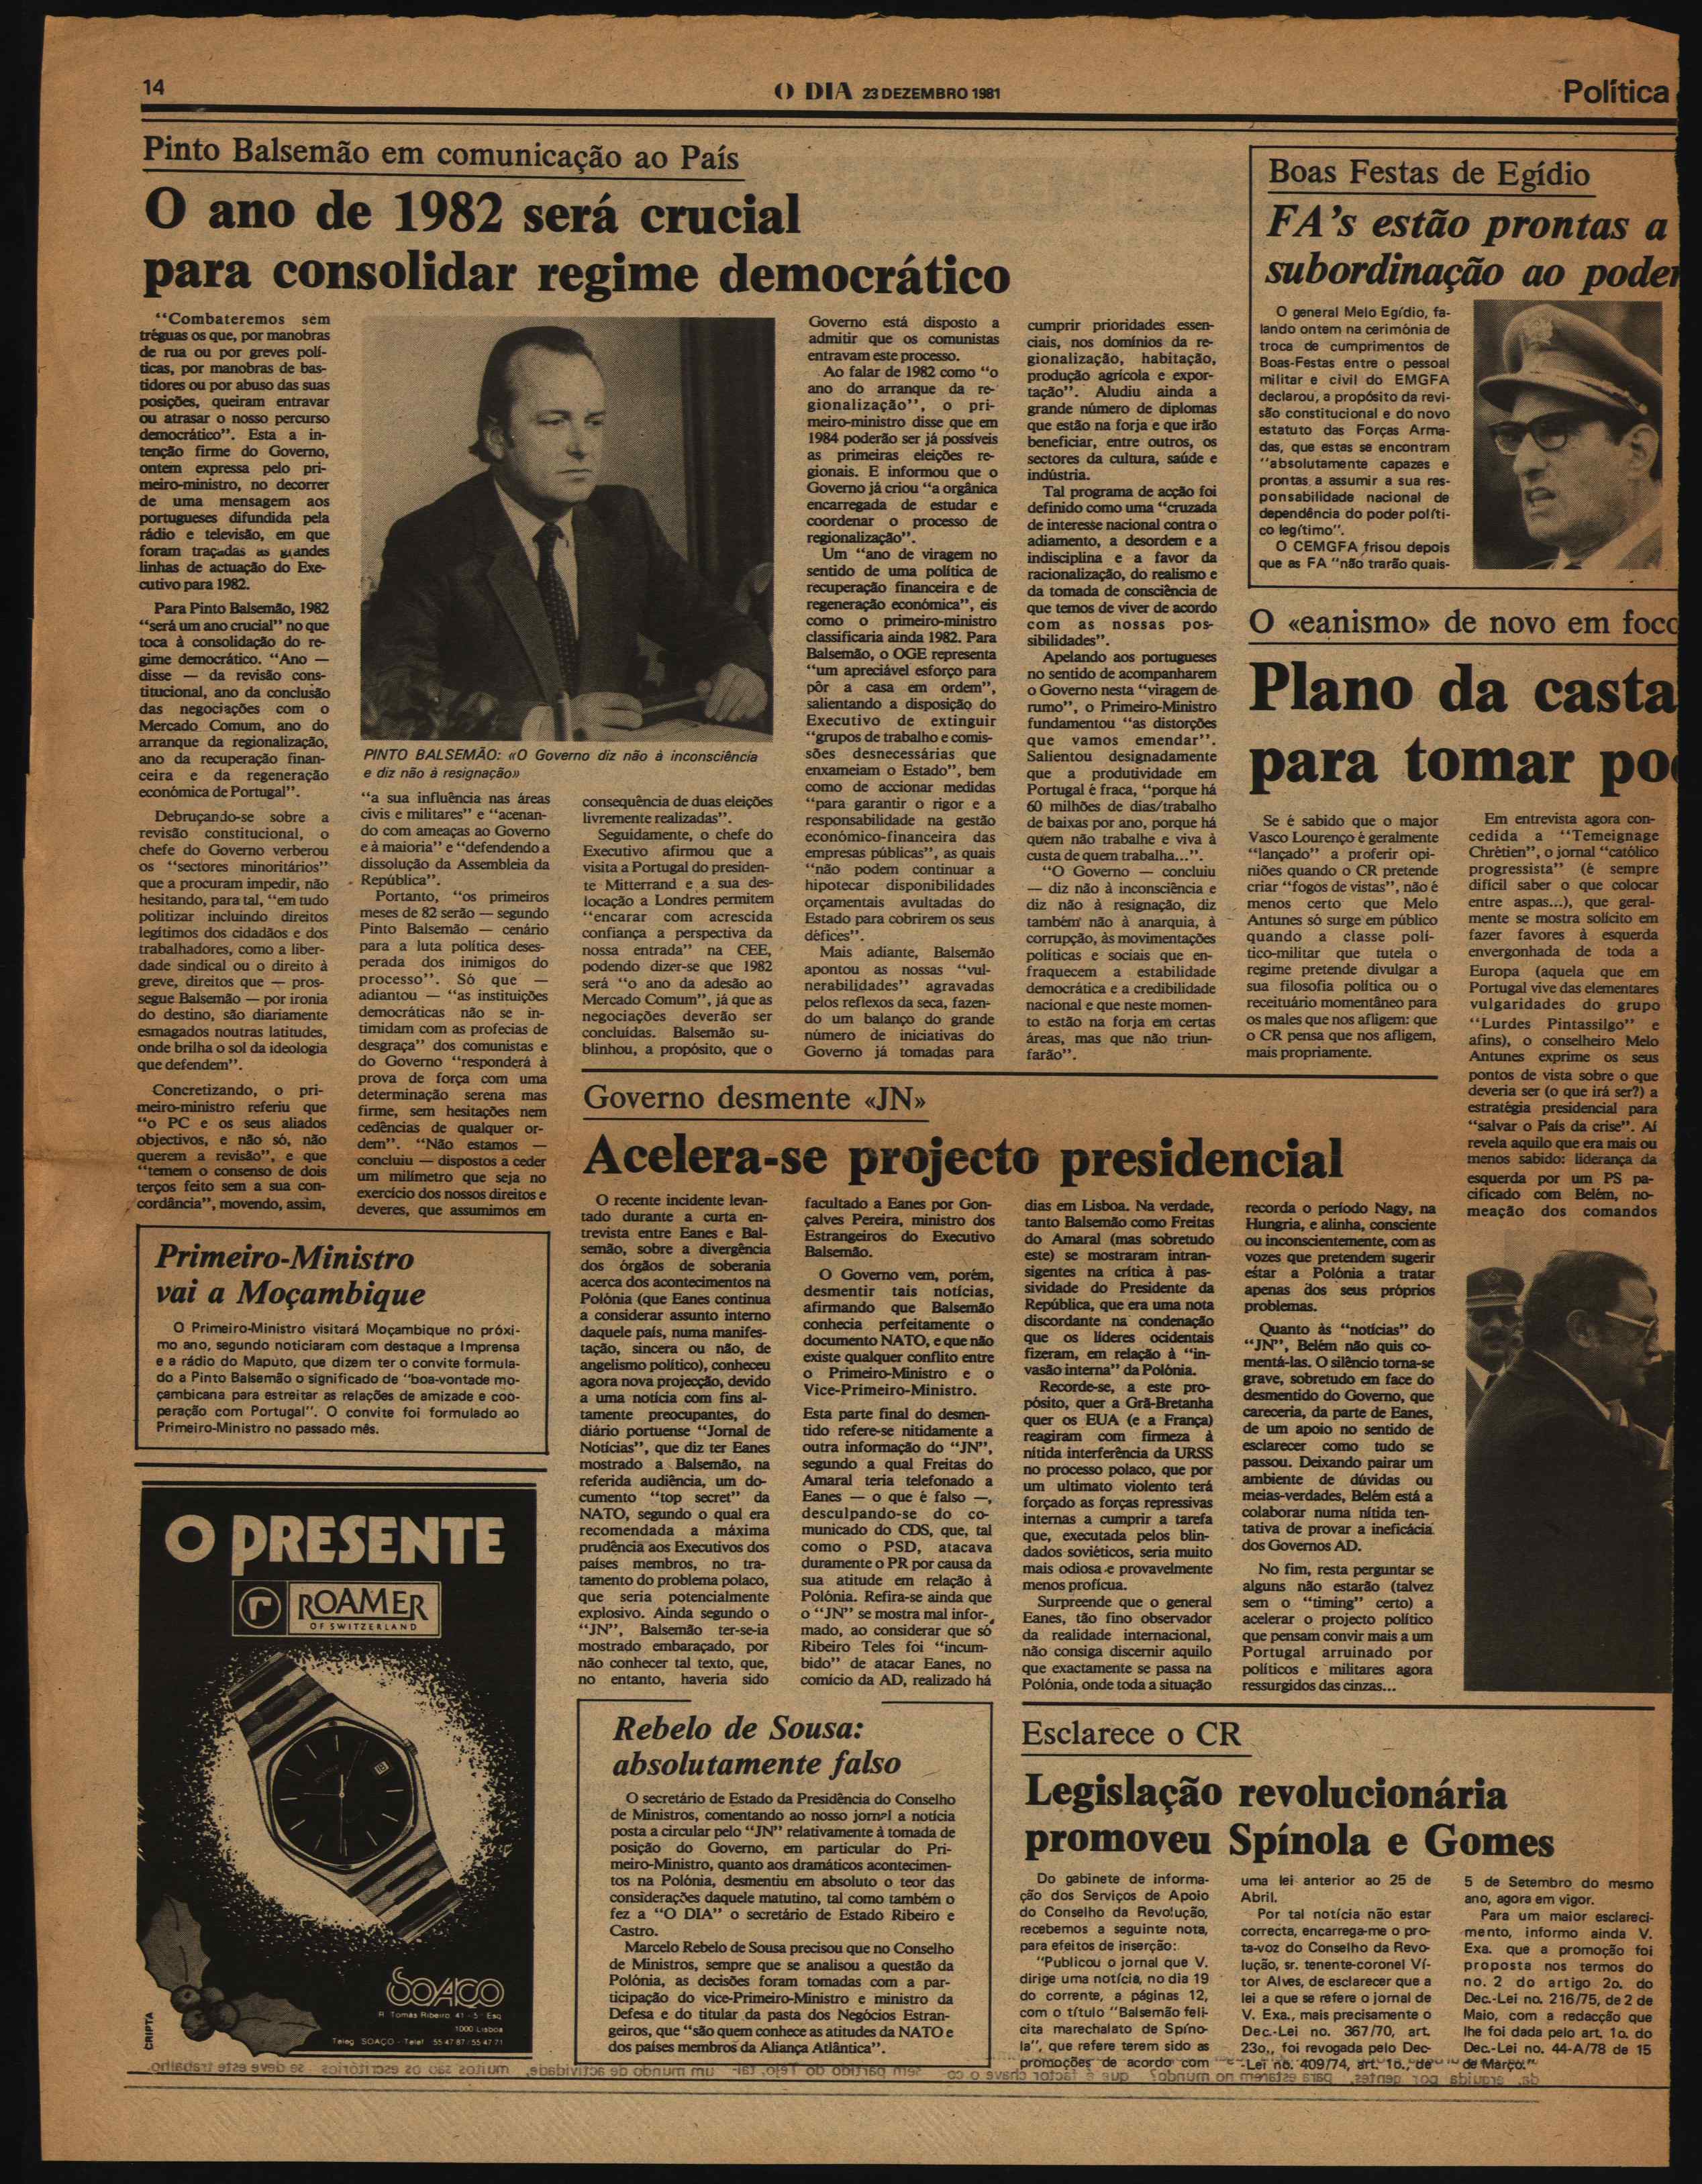 14
O DIA 23 DEZEMBRO 1981
Política
Pinto Balsemão em comunicação ao País
O ano de 1982 será crucial
para consolidar regime democrático
“Combateremos sem
tréguas os que, por manobras
de rua ou por greves polí-
ticas, por manobras de bas-
tidores ou por abuso das suas
posições, queiram entravar
ou atrasar o nosso percurso
democrático”. Esta a in-
tenção firme do Governo,
ontem expressa pelo pri-
meiro-ministro, no decorrer
de uma mensagem aos
portugueses difundida pela
rádio e televisão, em que
foram traçadas as grandes
linhas de actuação do Exe-
cutivo para 1982.
Para Pinto Balsemão, 1982
“será um ano crucial” no que
toca à consolidação do re-
gime democrático. “Ano —
disse — da revisão cons-
titucional, ano da conclusão
das negociações com o
Mercado Comum, ano do
arranque da regionalização,
ano da recuperação finan-
ceira e da regeneração
económica de Portugal”.
Debruçando-se sobre a
revisão constitucional, o
chefe do Governo verberou
os “sectores minoritários”
que a procuram impedir, não
hesitando, para tal, “em tudo
politizar incluindo direitos
legítimos dos cidadãos e dos
trabalhadores, como a liber-
dade sindical ou o direito à
greve, direitos que — pros-
segue Balsemão — por ironia
do destino, são diariamente
esmagados noutras latitudes,
onde brilha o sol da ideologia
que defendem”.
Concretizando, o pri-
meiro-ministro referiu que
“o PC e os seus aliados
objectivos, e não só, não
querem a revisão”, e que
“temem o consenso de dois
terços feito sem a sua con-
cordância”, movendo, assim,
PINTO BALSEMÃO: «O Governo diz não à inconsciência
e diz não à resignação»
“a sua influência nas áreas
civis e militares” e “acenan-
do com ameaças ao Governo
e à maioria” e “defendendo a
dissolução da Assembleia da
República”.
Portanto, “os primeiros
meses de 82 serão — segundo
Pinto Balsemão — cenário
para a luta política deses-
perada dos inimigos do
processo”. Só que —
adiantou — “as instituições
democráticas não se in-
timidam com as profecias de
desgraça” dos comunistas e
do Governo “responderá à
prova de força com uma
determinação serena mas
firme, sem hesitações nem
cedências de qualquer or-
dem”. “Não estamos —
concluiu — dispostos a ceder
um milímetro que seja no
exercício dos nossos direitos e
deveres, que assumimos em
consequência de duas eleições
livremente realizadas”.
Seguidamente, o chefe do
Executivo afirmou que a
visita a Portugal do presiden-
te Mitterrand e a sua des-
locação a Londres permitem
“encarar com acrescida
confiança a perspectiva da
nossa entrada” na CEE,
podendo dizer-se que 1982
será “o ano da adesão ao
Mercado Comum”, já que as
negociações deverão ser
concluídas. Balsemão su-
blinhou, a propósito, que o
Governo está disposto a
admitir que os comunistas
entravam este processo.
Ao falar de 1982 como “o
ano do arranque da re-
gionalização”, o pri-
meiro-ministro disse que em
1984 poderão ser já possíveis
as primeiras eleições re-
gionais. E informou que o
Governo já criou “a orgânica
encarregada de estudar e
coordenar o processo de
regionalização”.
Um “ano de viragem no
sentido de uma política de
recuperação financeira e de
regeneração económica”, eis
como o primeiro-ministro
classificaria ainda 1982. Para
Balsemão, o OGE representa
“um apreciável esforço para
pôr a casa em ordem”,
salientando a disposição do
Executivo de extinguir
“grupos de trabalho e comis-
sões desnecessárias que
enxameiam o Estado”, bem
como de accionar medidas
“para garantir o rigor e a
responsabilidade na gestão
económico-financeira das
empresas públicas”, as quais
“não podem continuar a
hipotecar disponibilidades
orçamentais avultadas do
Estado para cobrirem os seus
défices”.
Mais adiante, Balsemão
apontou as nossas “vul-
nerabilidades” agravadas
pelos reflexos da seca, fazen-
do um balanço do grande
número de iniciativas do
Governo já tomadas para
cumprir prioridades essen-
ciais, nos domínios da re-
gionalização, habitação,
produção agrícola e expor-
tação”. Aludiu ainda a
grande número de diplomas
que estão na forja e que irão
beneficiar, entre outros, os
sectores da cultura, saúde e
indústria.
Tal programa de acção foi
definido como uma “cruzada
de interesse nacional contra o
adiamento, a desordem e a
indisciplina e a favor da
racionalização, do realismo e
da tomada de consciência de
que temos de viver de acordo
com as nossas pos-
sibilidades”.
Apelando aos portugueses
no sentido de acompanharem
o Governo nesta “viragem de
rumo”, o Primeiro-Ministro
fundamentou “as distorções
que vamos emendar”.
Salientou designadamente
que a produtividade em
Portugal é fraca, “porque há
60 milhões de dias/trabalho
de baixas por ano, porque há
quem não trabalhe e viva à
custa de quem trabalha...”.
“O Governo — concluiu
— diz não à inconsciência e
diz não à resignação, diz
também não à anarquia, à
corrupção, às movimentações
políticas e sociais que en-
fraquecem a estabilidade
democrática e a credibilidade
nacional e que neste momen-
to estão na forja em certas
áreas, mas que não triun-
farão”.
Boas Festas de Egídio
FA’s estão prontas a
subordinação ao poder
O general Melo Egídio, fa-
lando ontem na cerimónia de
troca de cumprimentos de
Boas-Festas entre o pessoal
militar e civil do EMGFA
declarou, a propósito da revi-
são constitucional e do novo
estatuto das Forças Arma-
das, que estas se encontram
“absolutamente capazes e
prontas a assumir a sua res-
ponsabilidade nacional de
dependência do poder políti-
co legítimo”.
O CEMGFA frisou depois
que as FA “não trarão quais-
O «eanismo» de novo em foco
Plano da casta
para tomar po
Se é sabido que o major
Vasco Lourenço é geralmente
“lançado” a proferir opi-
niões quando o CR pretende
criar “fogos de vistas”, não é
menos certo que Melo
Antunes só surge em público
quando a classe polí-
tico-militar que tutela o
regime pretende divulgar a
sua filosofia política ou o
receituário momentâneo para
os males que nos afligem: que
o CR pensa que nos afligem,
mais propriamente.
Em entrevista agora con-
cedida a “Temeignage
Chrêtien”, o jornal “católico
progressista” (é sempre
difícil saber o que colocar
entre aspas...), que geral-
mente se mostra solícito em
fazer favores à esquerda
envergonhada de toda a
Europa (aquela que em
Portugal vive das elementares
vulgaridades do grupo
“Lurdes Pintassilgo” e
afins), o conselheiro Melo
Antunes exprime os seus
pontos de vista sobre o que
deveria ser (o que irá ser?) a
estratégia presidencial para
“salvar o País da crise”. Aí
revela aquilo que era mais ou
menos sabido: liderança da
esquerda por um PS pa-
cificado com Belém, no-
meação dos comandos
Governo desmente «JN»
Acelera-se projecto presidencial
O recente incidente levan-
tado durante a curta en-
trevista entre Eanes e Bal-
semão, sobre a divergência
dos órgãos de soberania
acerca dos acontecimentos na
Polónia (que Eanes continua
a considerar assunto interno
daquele país, numa manifes-
tação, sincera ou não, de
angelismo político), conheceu
agora nova projecção, devido
a uma notícia com fins al-
tamente preocupantes, do
diário portuense “Jornal de
Notícias”, que diz ter Eanes
mostrado a Balsemão, na
referida audiência, um do-
cumento “top secret” da
NATO, segundo o qual era
recomendada a máxima
prudência aos Executivos dos
países membros, no tra-
tamento do problema polaco,
que seria potencialmente
explosivo. Ainda segundo o
“JN”, Balsemão ter-se-ia
mostrado embaraçado, por
não conhecer tal texto, que,
no entanto, haveria sido
facultado a Eanes por Gon-
çalves Pereira, ministro dos
Estrangeiros do Executivo
Balsemão.
O Governo vem, porém,
desmentir tais notícias,
afirmando que Balsemão
conhecia perfeitamente o
documento NATO, e que não
existe qualquer conflito entre
o Primeiro-Ministro e o
Vice-Primeiro-Ministro.
Esta parte final do desmen-
tido refere-se nitidamente a
outra informação do “JN”,
segundo a qual Freitas do
Amaral teria telefonado a
Eanes — o que é falso —,
desculpando-se do co-
municado do CDS, que, tal
como o PSD, atacava
duramente o PR por causa da
sua atitude em relação à
Polónia. Refira-se ainda que
o “JN” se mostra mal infor-
mado, ao considerar que só
Ribeiro Teles foi “incum-
bido” de atacar Eanes, no
comício da AD, realizado há
dias em Lisboa. Na verdade,
tanto Balsemão como Freitas
do Amaral (mas sobretudo
este) se mostraram intran-
sigentes na crítica à pas-
sividade do Presidente da
República, que era uma nota
discordante na condenação
que os líderes ocidentais
fizeram, em relação à “in-
vasão interna” da Polónia.
Recorde-se, a este pro-
pósito, quer a Grã-Bretanha
quer os EUA (e a França)
reagiram com firmeza à
nítida interferência da URSS
no processo polaco, que por
um ultimato violento terá
forçado as forças repressivas
internas a cumprir a tarefa
que, executada pelos blin-
dados soviéticos, seria muito
mais odiosa e provavelmente
menos profícua.
Surpreende que o general
Eanes, tão fino observador
da realidade internacional,
não consiga discernir aquilo
que exactamente se passa na
Polónia, onde toda a situação
recorda o período Nagy, na
Hungria, e alinha, consciente
ou inconscientemente, com as
vozes que pretendem sugerir
estar a Polónia a tratar
apenas dos seus próprios
problemas.
Quanto às “notícias” do
“JN”, Belém não quis co-
mentá-las. O silêncio torna-se
grave, sobretudo em face do
desmentido do Governo, que
careceria, da parte de Eanes,
de um apoio no sentido de
esclarecer como tudo se
passou. Deixando pairar um
ambiente de dúvidas ou
meias-verdades, Belém está a
colaborar numa nítida ten-
tativa de provar a ineficácia
dos Governos AD.
No fim, resta perguntar se
alguns não estarão (talvez
sem o “timing” certo) a
acelerar o projecto político
que pensam convir mais a um
Portugal arruinado por
políticos e militares agora
ressurgidos das cinzas...
Primeiro-Ministro
vai a Moçambique
O Primeiro-Ministro visitará Moçambique no próxi-
mo ano, segundo noticiaram com destaque a Imprensa
e a rádio do Maputo, que dizem ter o convite formula-
do a Pinto Balsemão o significado de “boa-vontade mo-
çambicana para estreitar as relações de amizade e coo-
peração com Portugal”. O convite foi formulado ao
Primeiro-Ministro no passado mês.
O PRESENTE
r ROAMER
OF SWITZERLAND
SOACO
R Tomás Ribeiro 41 - 5º Esq
1000 Lisboa
Teleg SOAÇO - Telef 55 47 87 / 55 47 71
CRIPTA
Rebelo de Sousa:
absolutamente falso
O secretário de Estado da Presidência do Conselho
de Ministros, comentando ao nosso jornal a notícia
posta a circular pelo “JN” relativamente à tomada de
posição do Governo, em particular do Pri-
meiro-Ministro, quanto aos dramáticos acontecimen-
tos na Polónia, desmentiu em absoluto o teor das
considerações daquele matutino, tal como também o
fez a “O DIA” o secretário de Estado Ribeiro e
Castro.
Marcelo Rebelo de Sousa precisou que no Conselho
de Ministros, sempre que se analisou a questão da
Polónia, as decisões foram tomadas com a par-
ticipação do vice-Primeiro-Ministro e ministro da
Defesa e do titular da pasta dos Negócios Estran-
geiros, que “são quem conhece as atitudes da NATO e
dos países membros da Aliança Atlântica”.
Esclarece o CR
Legislação revolucionária
promoveu Spínola e Gomes
Do gabinete de informa-
ção dos Serviços de Apoio
do Conselho da Revolução,
recebemos a seguinte nota,
para efeitos de inserção:
“Publicou o jornal que V.
dirige uma notícia, no dia 19
do corrente, a páginas 12,
com o título “Balsemão feli-
cita marechalato de Spíno-
la”, que refere terem sido as
promoções de acordo com
uma lei anterior ao 25 de
Abril.
Por tal notícia não estar
correcta, encarrega-me o pro-
ta-voz do Conselho da Revo-
lução, sr. tenente-coronel Ví-
tor Alves, de esclarecer que a
lei a que se refere o jornal de
V. Exa., mais precisamente o
Dec.-Lei no. 367/70, art.
23o., foi revogada pelo Dec-
-Lei no. 409/74, art. 1o., de
5 de Setembro do mesmo
ano, agora em vigor.
Para um maior esclareci-
mento, informo ainda V.
Exa. que a promoção foi
proposta nos termos do
no. 2 do artigo 2o. do
Dec.-Lei no. 216/75, de 2 de
Maio, com a redacção que
lhe foi dada pelo art. 1o. do
Dec.-Lei no. 44-A/78 de 15
de Março.”